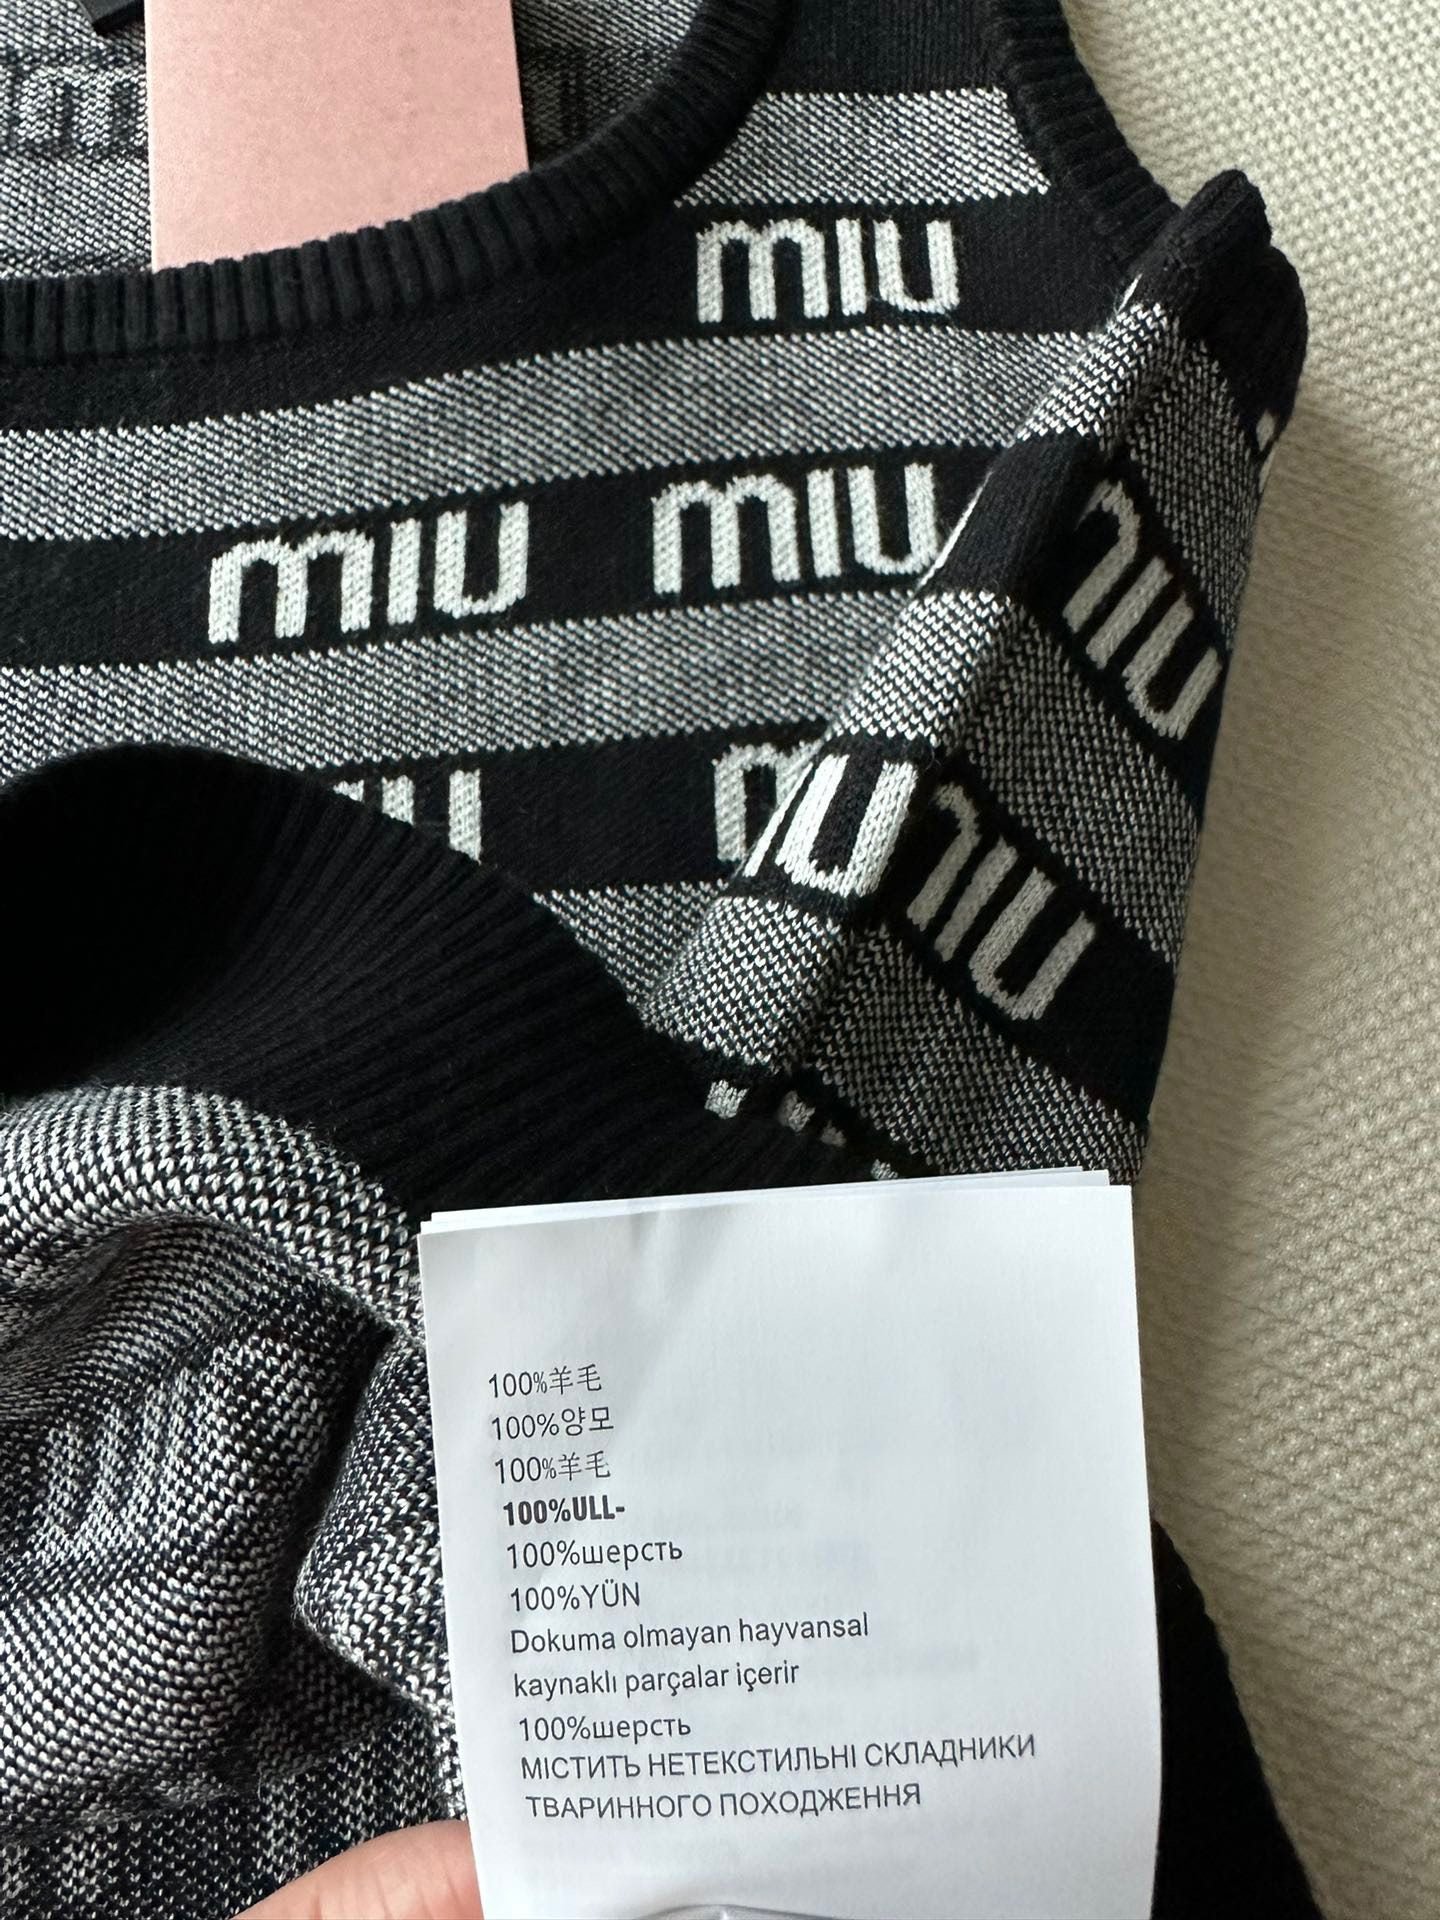 miu
miu miu
miu
miu
miu
100%羊毛
100%양모
100%羊毛
100%ULL-
100%шерсть
100%YÜN
Dokuma olmayan hayvansal
kaynaklı parçalar içerir
100%шерсть
МІСТИТЬ НЕТЕКСТИЛЬНІ СКЛАДНИКИ
ТВАРИННОГО ПОХОДЖЕННЯ